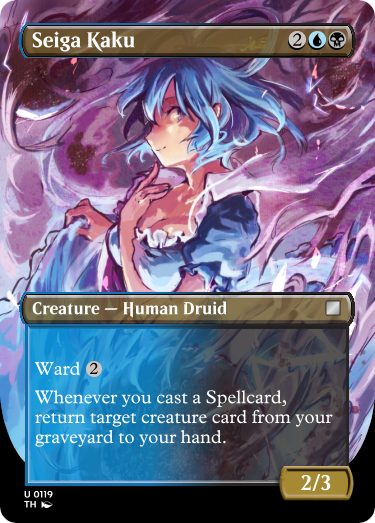 Seiga Kaku 2
Creature — Human Druid
Ward 2
Whenever you cast a Spellcard,
return target creature card from your
graveyard to your hand.
2/3
U 0119
TH